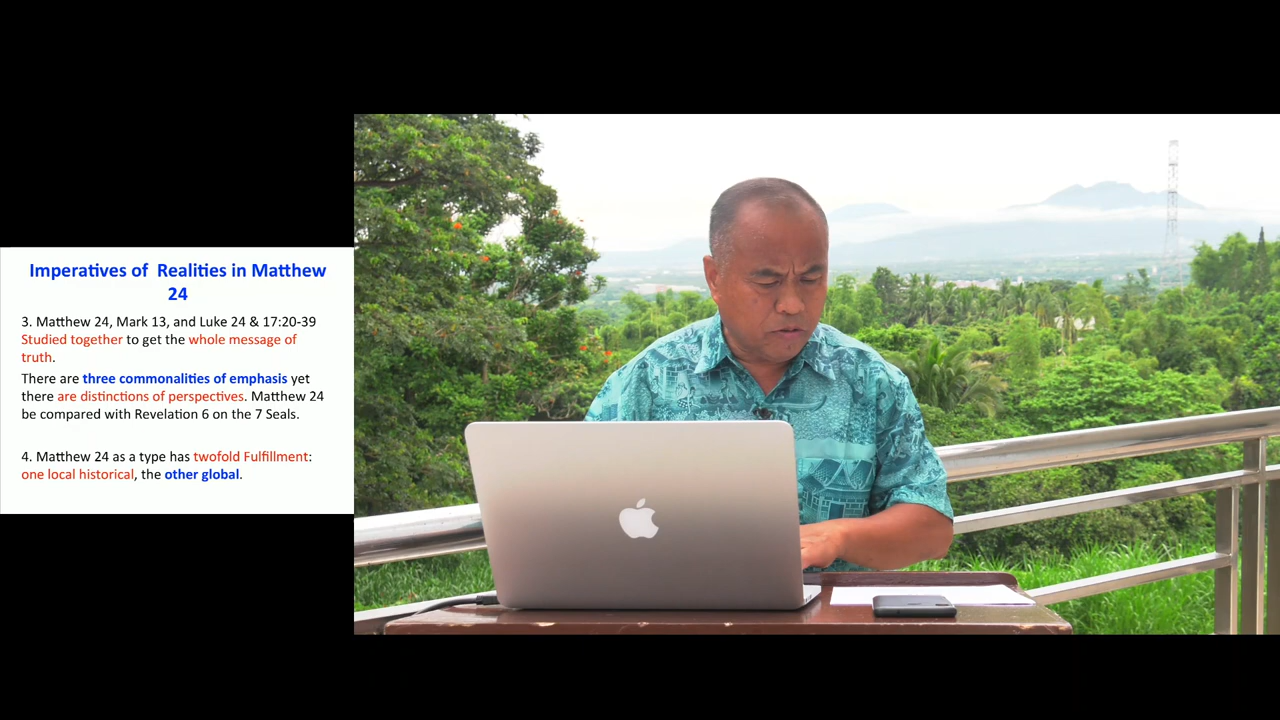 Imperatives of  Realities in Matthew
24
3. Matthew 24, Mark 13, and Luke 24 & 17:20-39
Studied together to get the whole message of
truth.
There are three commonalities of emphasis yet
there are distinctions of perspectives. Matthew 24
be compared with Revelation 6 on the 7 Seals.
4. Matthew 24 as a type has twofold Fulfillment:
one local historical, the other global.